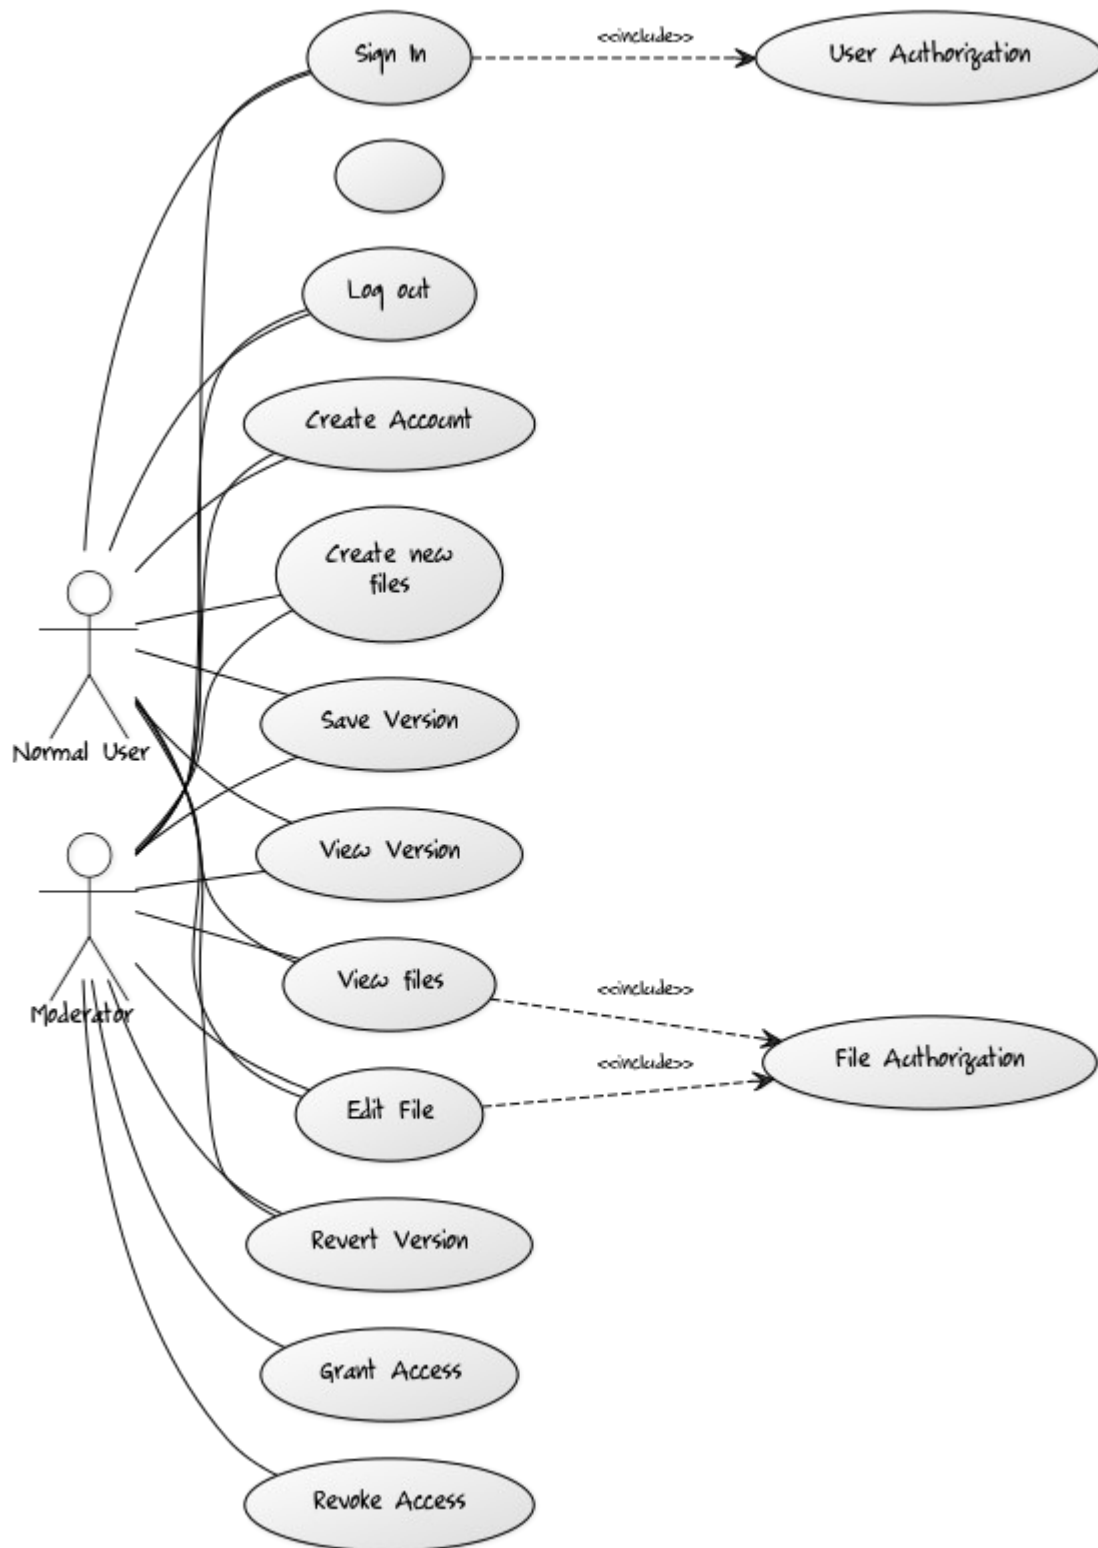 Sign In
<<include>>
User Authorization
Log out
Create Account
Create new
files
Save Version
Normal User
View Version
View files
<<include>>
Moderator
File Authorization
<<include>>
Edit File
Revert Version
Grant Access
Revoke Access